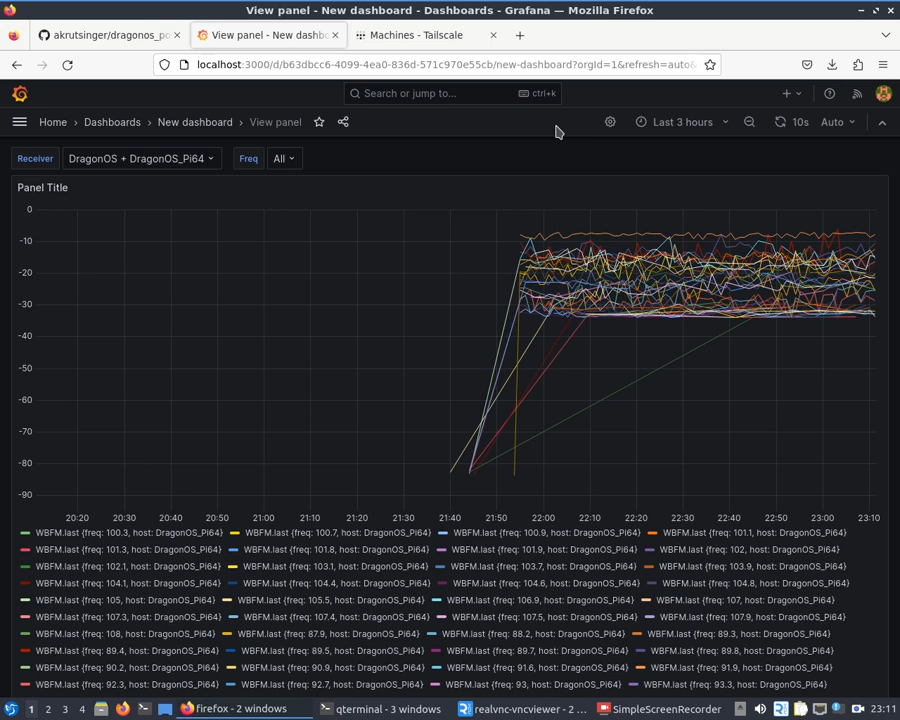 View panel - New dashboard - Dashboards - Grafana — Mozilla Firefox
akrutsinger/dragonos_po
View panel - New dashbo
Machines - Tailscale
localhost:3000/d/b63dbcc6-4099-4ea0-836d-571c970e55cb/new-dashboard?orgId=1&refresh=auto&
Search or jump to... ctrl+k
Home > Dashboards > New dashboard > View panel
Last 3 hours
10s Auto
Receiver DragonOS + DragonOS_Pi64 Freq All
Panel Title
0
-10
-20
-30
-40
-50
-60
-70
-80
-90
20:20 20:30 20:40 20:50 21:00 21:10 21:20 21:30 21:40 21:50 22:00 22:10 22:20 22:30 22:40 22:50 23:00 23:10
WBFM.last {freq: 100.3, host: DragonOS_Pi64} WBFM.last {freq: 100.7, host: DragonOS_Pi64} WBFM.last {freq: 100.9, host: DragonOS_Pi64} WBFM.last {freq: 101.1, host: DragonOS_Pi64}
WBFM.last {freq: 101.3, host: DragonOS_Pi64} WBFM.last {freq: 101.8, host: DragonOS_Pi64} WBFM.last {freq: 101.9, host: DragonOS_Pi64} WBFM.last {freq: 102, host: DragonOS_Pi64}
WBFM.last {freq: 102.1, host: DragonOS_Pi64} WBFM.last {freq: 103.1, host: DragonOS_Pi64} WBFM.last {freq: 103.7, host: DragonOS_Pi64} WBFM.last {freq: 103.9, host: DragonOS_Pi64}
WBFM.last {freq: 104.1, host: DragonOS_Pi64} WBFM.last {freq: 104.4, host: DragonOS_Pi64} WBFM.last {freq: 104.6, host: DragonOS_Pi64} WBFM.last {freq: 104.8, host: DragonOS_Pi64}
WBFM.last {freq: 105, host: DragonOS_Pi64} WBFM.last {freq: 105.5, host: DragonOS_Pi64} WBFM.last {freq: 106.9, host: DragonOS_Pi64} WBFM.last {freq: 107, host: DragonOS_Pi64}
WBFM.last {freq: 107.3, host: DragonOS_Pi64} WBFM.last {freq: 107.4, host: DragonOS_Pi64} WBFM.last {freq: 107.5, host: DragonOS_Pi64} WBFM.last {freq: 107.9, host: DragonOS_Pi64}
WBFM.last {freq: 108, host: DragonOS_Pi64} WBFM.last {freq: 87.9, host: DragonOS_Pi64} WBFM.last {freq: 88.2, host: DragonOS_Pi64} WBFM.last {freq: 89.3, host: DragonOS_Pi64}
WBFM.last {freq: 89.4, host: DragonOS_Pi64} WBFM.last {freq: 89.5, host: DragonOS_Pi64} WBFM.last {freq: 89.7, host: DragonOS_Pi64} WBFM.last {freq: 89.8, host: DragonOS_Pi64}
WBFM.last {freq: 90.2, host: DragonOS_Pi64} WBFM.last {freq: 90.9, host: DragonOS_Pi64} WBFM.last {freq: 91.6, host: DragonOS_Pi64} WBFM.last {freq: 91.9, host: DragonOS_Pi64}
WBFM.last {freq: 92.3, host: DragonOS_Pi64} WBFM.last {freq: 92.7, host: DragonOS_Pi64} WBFM.last {freq: 93, host: DragonOS_Pi64} WBFM.last {freq: 93.3, host: DragonOS_Pi64}
1 2 3 4 firefox - 2 windows qterminal - 3 windows realvnc-vncviewer - 2 ... SimpleScreenRecorder 23:11